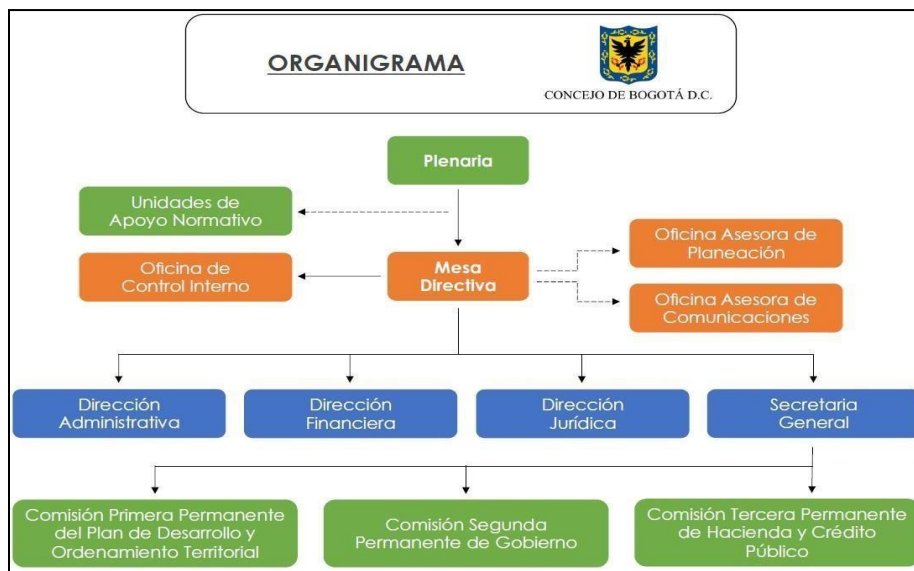 ORGANIGRAMA
CONCEJO DE BOGOTÁ D.C.
Plenaria
Unidades de
Apoyo Normativo
Oficina de
Control Interno
Mesa
Directiva
Oficina Asesora de
Planeación
Oficina Asesora de
Comunicaciones
Dirección
Administrativa
Dirección
Financiera
Dirección
Jurídica
Secretaria
General
Comisión Primera Permanente
del Plan de Desarrollo y
Ordenamiento Territorial
Comisión Segunda
Permanente de Gobierno
Comisión Tercera Permanente
de Hacienda y Crédito
Público